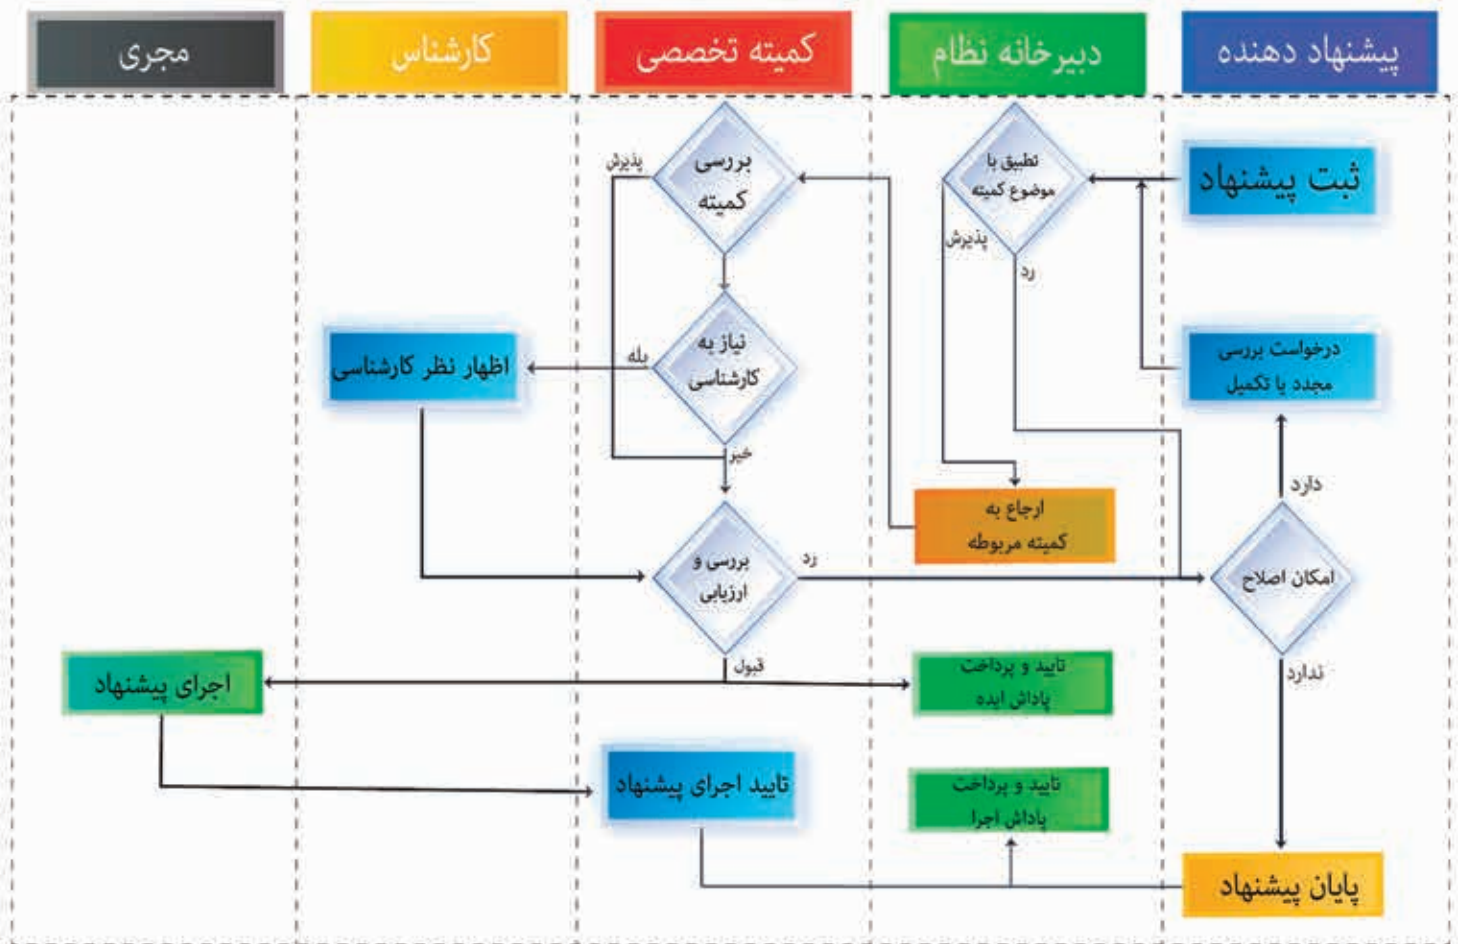 پیشنهاد دهنده
دبیرخانه نظام
کمیته تخصصی
کارشناس
مجری
ثبت پیشنهاد
تطبیق با
موضوع کمیته
پذیرش
رد
بررسی
کمیته
پذیرش
درخواست بررسی
مجدد یا تکمیل
نیاز به
کارشناسی
بله
خیر
اظهار نظر کارشناسی
دارد
ارجاع به
کمیته مربوطه
امکان اصلاح
ندارد
بررسی و
ارزیابی
رد
قبول
تایید و پرداخت
پاداش ایده
اجرای پیشنهاد
تایید اجرای پیشنهاد
تایید و پرداخت
پاداش اجرا
پایان پیشنهاد